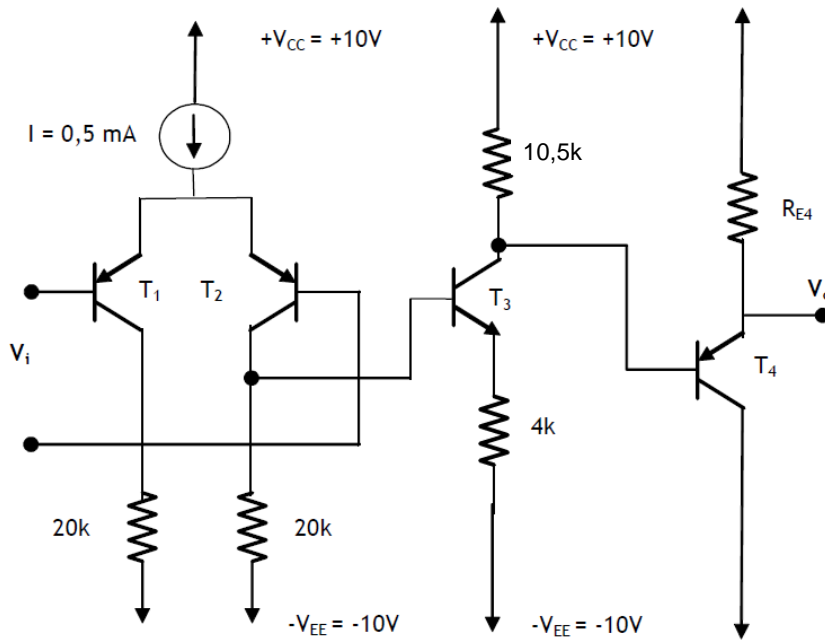 +V_CC = +10V
+V_CC = +10V
I = 0,5 mA
10,5k
R_E4
T_1
T_2
T_3
V_i
T_4
4k
20k
20k
-V_EE = -10V
-V_EE = -10V